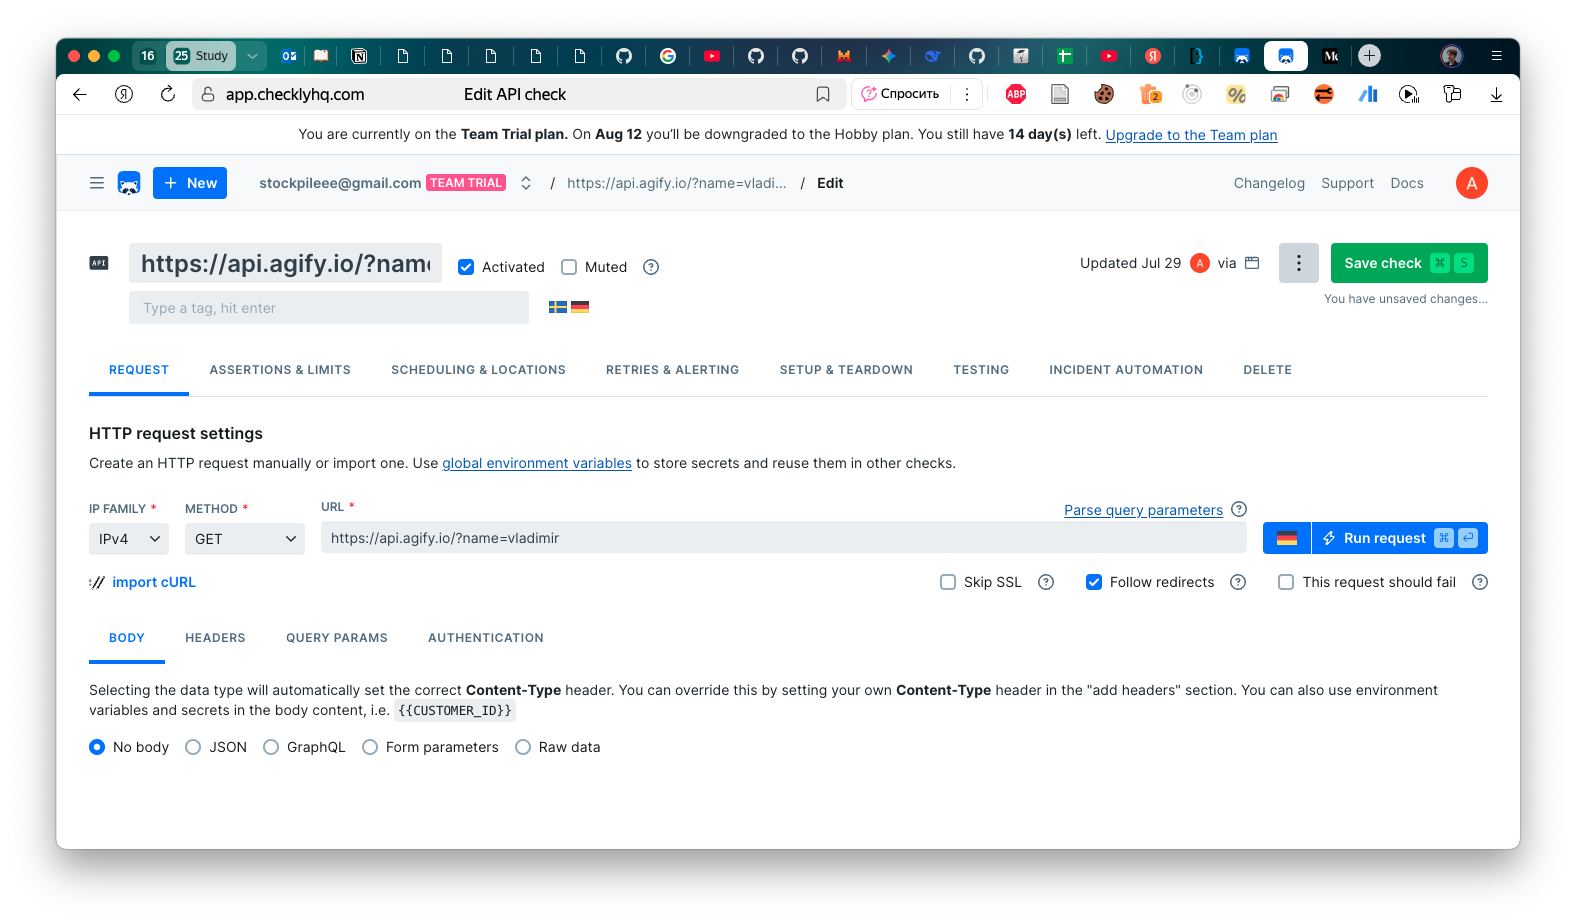 16
25 Study
app.checklyhq.com
Edit API check
Спросить
ABP
2
You are currently on the Team Trial plan. On Aug 12 you'll be downgraded to the Hobby plan. You still have 14 day(s) left. Upgrade to the Team plan
+ New
stockpileee@gmail.com TEAM TRIAL / https://api.agify.io/?name=vladi... / Edit
Changelog Support Docs A
API https://api.agify.io/?name Activated Muted ?
Updated Jul 29 A via
Save check ⌘ S
Type a tag, hit enter
You have unsaved changes...
REQUEST ASSERTIONS & LIMITS SCHEDULING & LOCATIONS RETRIES & ALERTING SETUP & TEARDOWN TESTING INCIDENT AUTOMATION DELETE
HTTP request settings
Create an HTTP request manually or import one. Use global environment variables to store secrets and reuse them in other checks.
IP FAMILY * METHOD * URL * Parse query parameters ?
IPv4 GET https://api.agify.io/?name=vladimir Run request ⌘
import cURL Skip SSL ? Follow redirects ? This request should fail ?
BODY HEADERS QUERY PARAMS AUTHENTICATION
Selecting the data type will automatically set the correct Content-Type header. You can override this by setting your own Content-Type header in the "add headers" section. You can also use environment
variables and secrets in the body content, i.e. {{CUSTOMER_ID}}
No body JSON GraphQL Form parameters Raw data